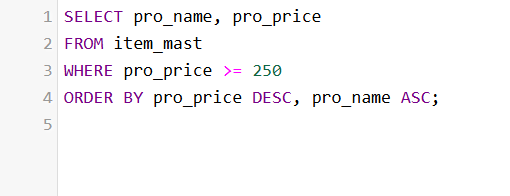 1 SELECT pro_name, pro_price
2 FROM item_mast
3 WHERE pro_price >= 250
4 ORDER BY pro_price DESC, pro_name ASC;
5